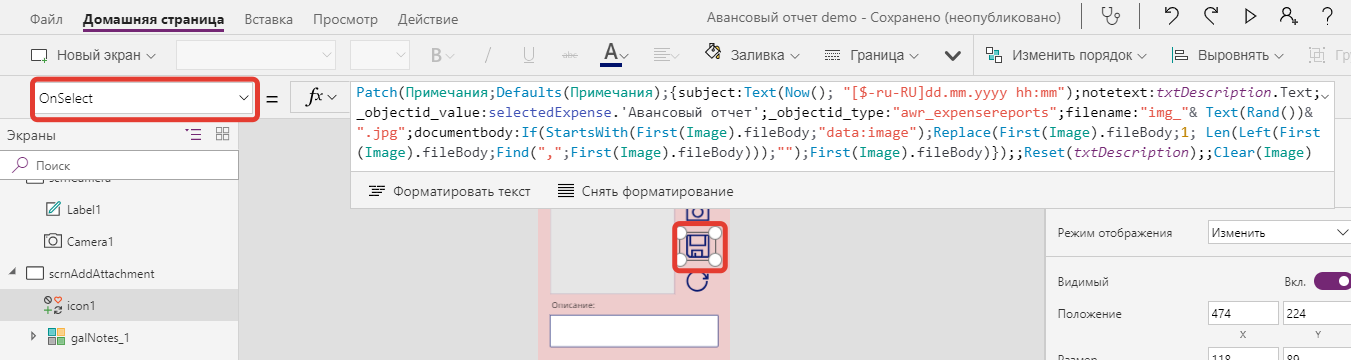 Файл Домашняя страница Вставка Просмотр Действие Авансовый отчет demo - Сохранено (неопубликовано) ?
Новый экран B / U abc A Заливка Граница Изменить порядок Выровнять
OnSelect = fx
Patch(Примечания;Defaults(Примечания);{subject:Text(Now(); "[$-ru-RU]dd.mm.yyyy hh:mm");notetext:txtDescription.Text;
_objectid_value:selectedExpense.'Авансовый отчет';_objectid_type:"awr_expensereports";filename:"img_"& Text(Rand())&
".jpg";documentbody:If(StartsWith(First(Image).fileBody;"data:image");Replace(First(Image).fileBody;1; Len(Left(First
(Image).fileBody;Find(",";First(Image).fileBody)));"");First(Image).fileBody)});;Reset(txtDescription);;Clear(Image)
Форматировать текст Снять форматирование
Экраны
Поиск
scrnCamera
Label1
Camera1
scrnAddAttachment
icon1
galNotes_1
Описание:
Режим отображения Изменить
Видимый Вкл.
Положение 474 224
X Y
Размер 118 89